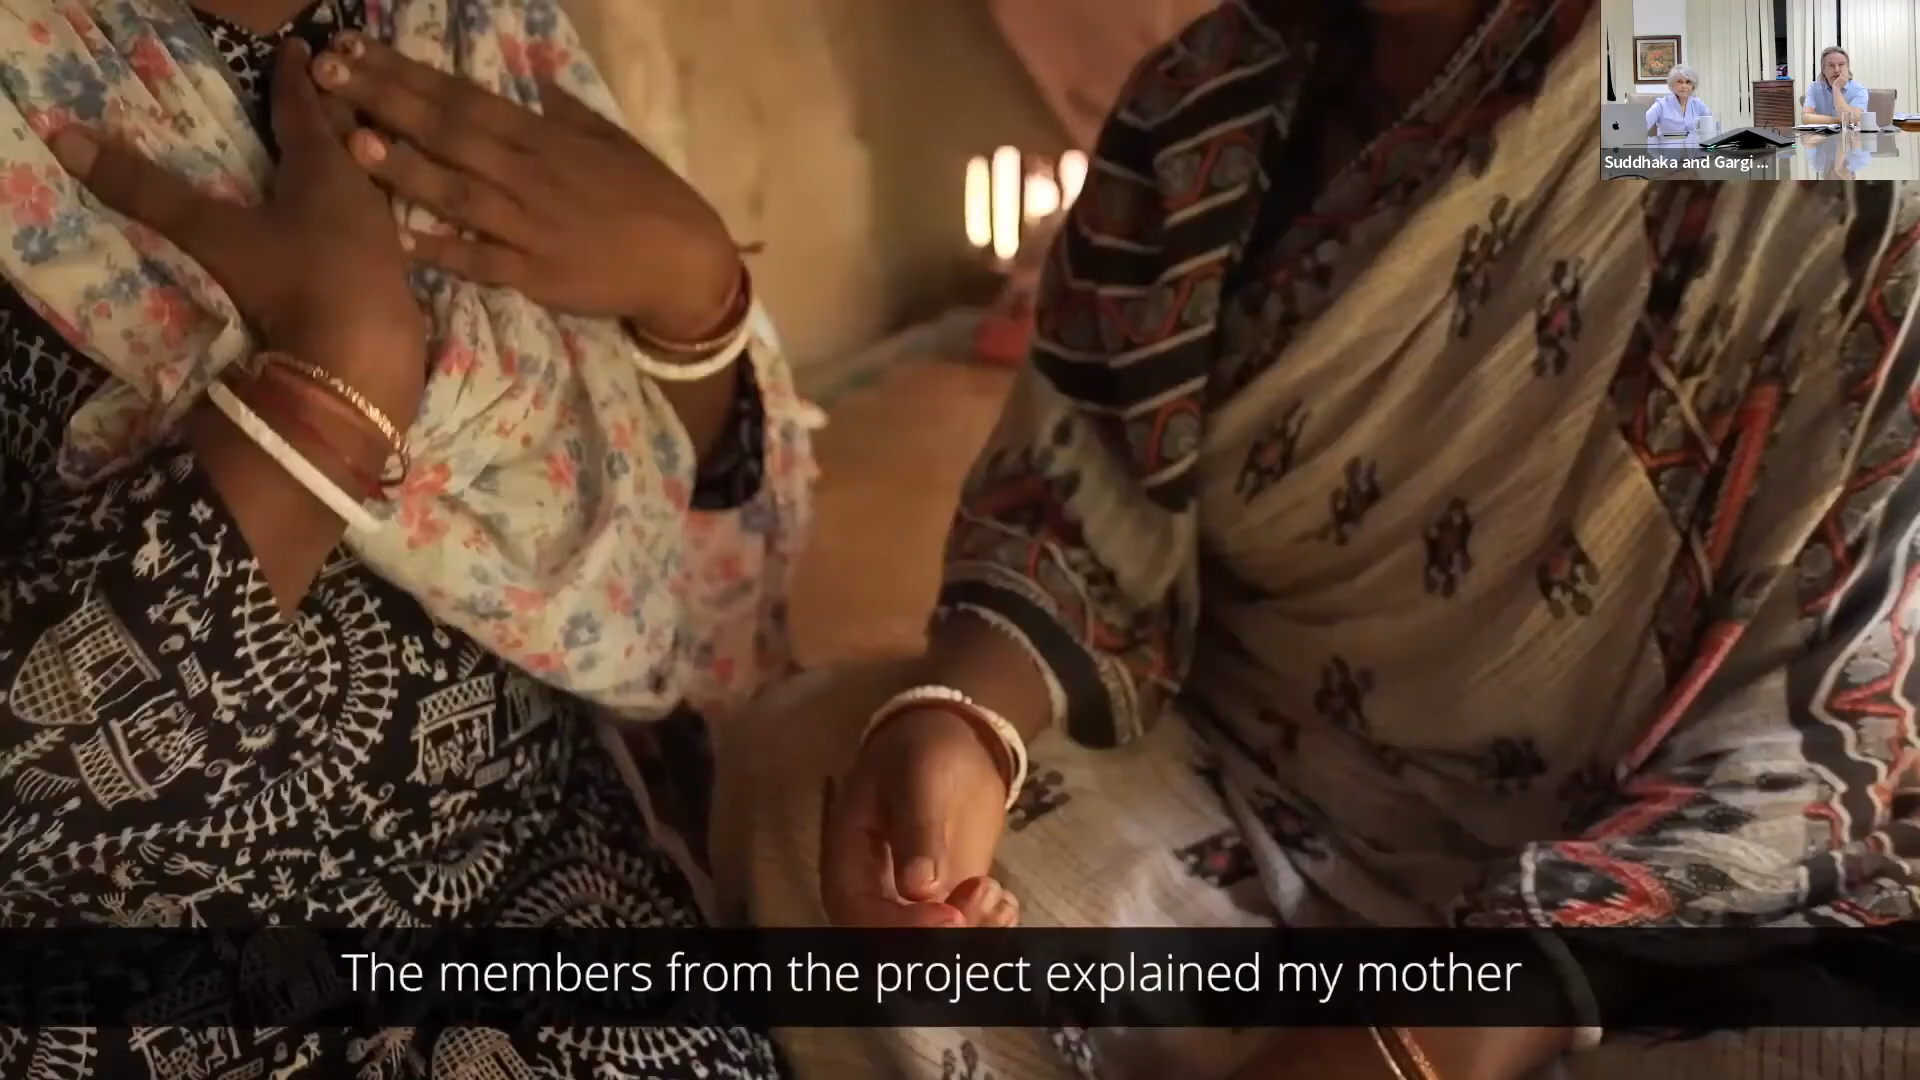 Suddhaka and Gargi ...
The members from the project explained my mother